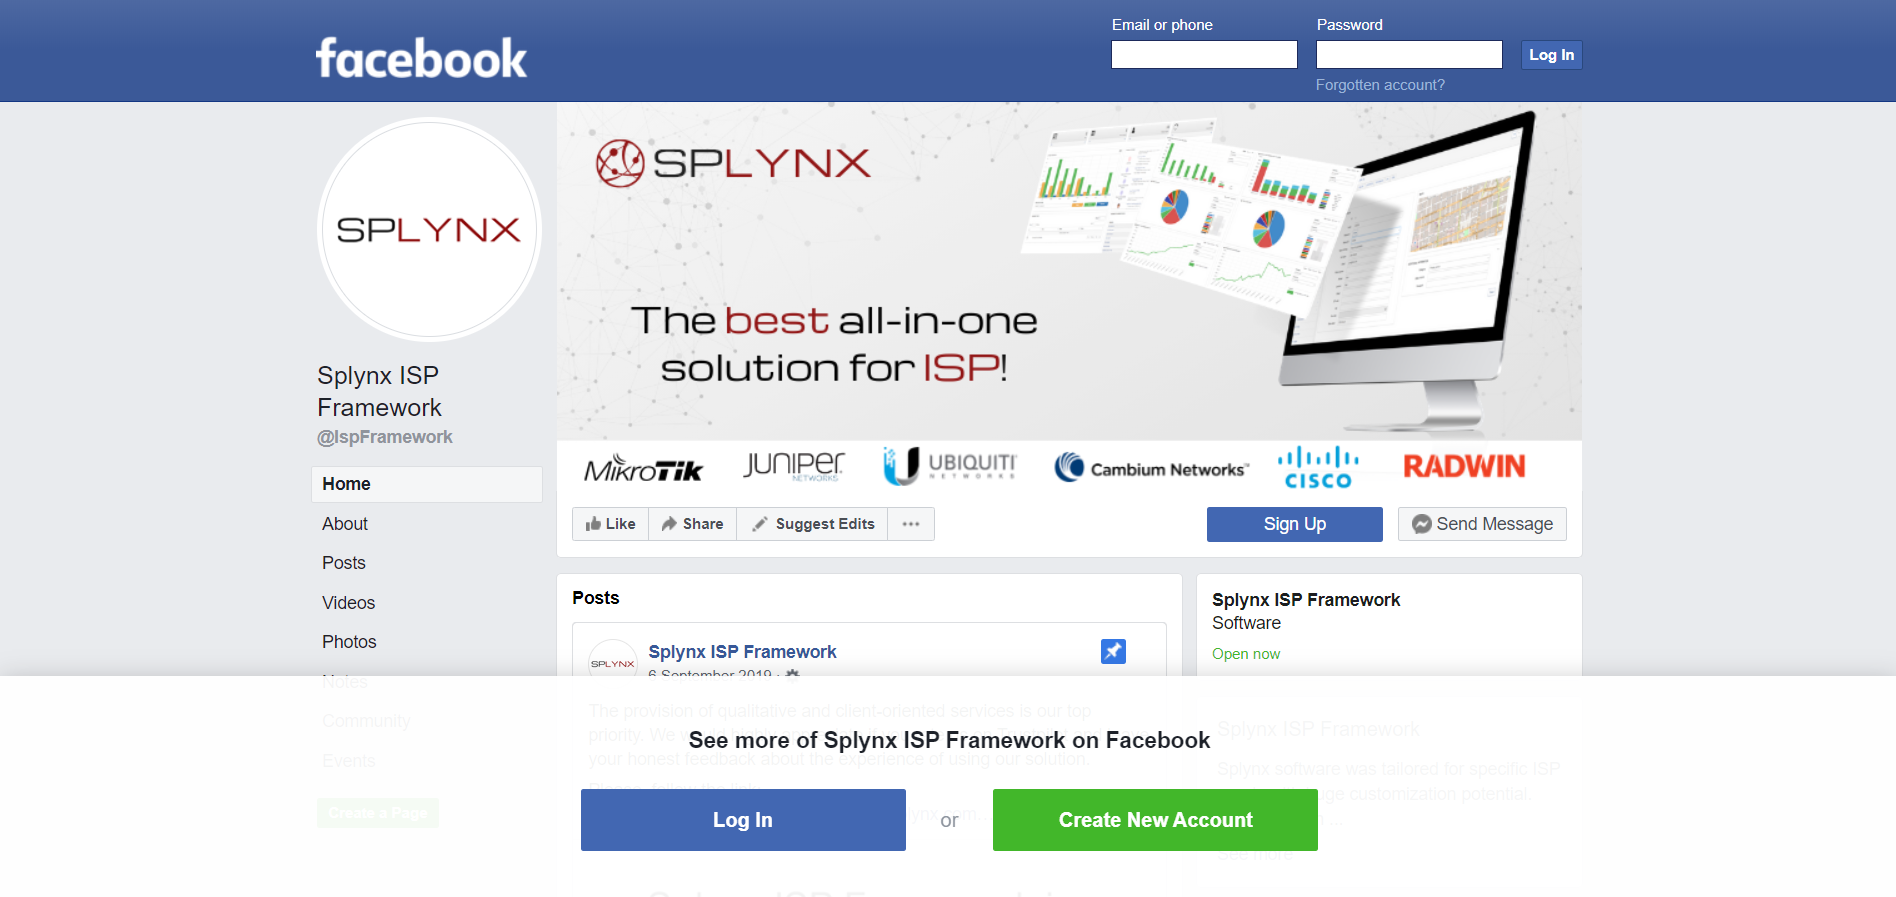 Email or phone
Password
facebook
Log In
Forgotten account?
SPLYNX
SPLYNX
The best all-in-one
solution for ISP!
Splynx ISP
Framework
@IspFramework
MikroTik
JUNIPER
NETWORKS
UBIQUITI
NETWORKS
Cambium Networks™
CISCO
RADWIN
Home
About
Posts
Videos
Photos
Notes
Community
Events
Create a Page
Like
Share
Suggest Edits
Sign Up
Send Message
Posts
SPLYNX
Splynx ISP Framework
6 September 2019 ·
The provision of qualitative and client-oriented services is our top
priority. We
your honest feedback about the experience of using our solution.
Splynx ISP Framework
Software
Open now
Splynx ISP Framework
Splynx software was tailored for specific ISP
customization potential.
See more
See more of Splynx ISP Framework on Facebook
Log In
or
Create New Account